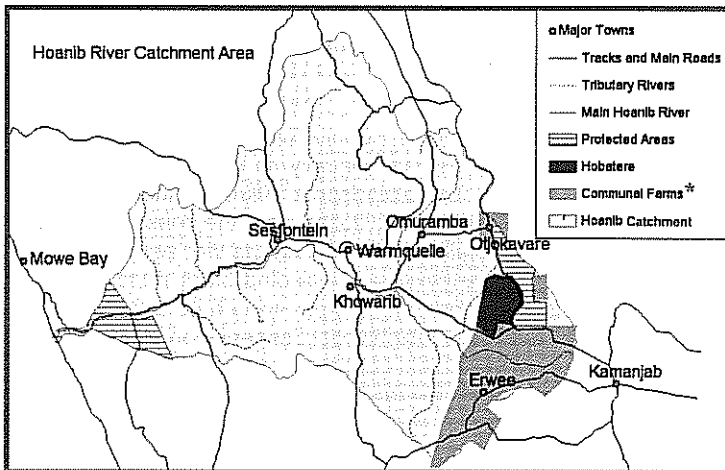 Hoanib River Catchment Area
Major Towns
Tracks and Main Roads
Tributary Rivers
Main Hoanib River
Protected Areas
Hobatere
Communal Farms*
Hoanib Catchment
Sesfontein
Omuramba
Otjokavare
Warmquelle
Mowe Bay
Khowarib
Erwee
Kamanjab